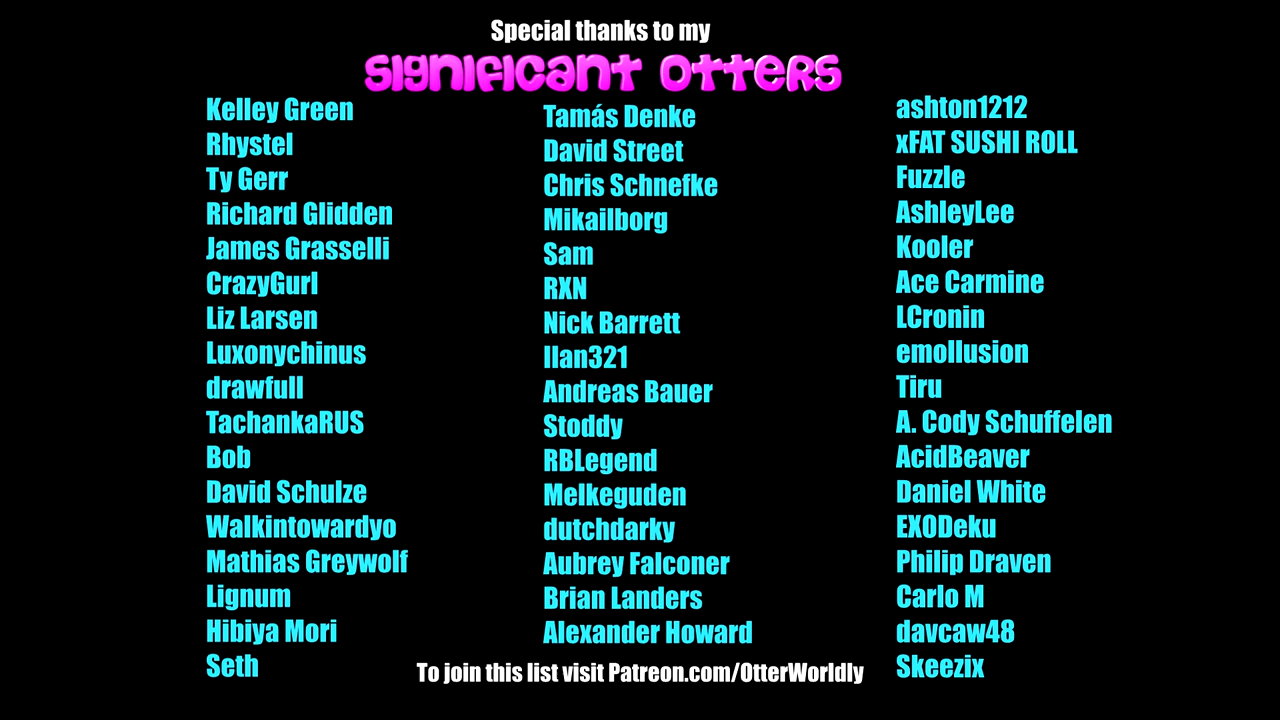 Special thanks to my
SIGNIFICANT OTTERS
Kelley Green
Rhystel
Ty Gerr
Richard Glidden
James Grasselli
CrazyGurl
Liz Larsen
Luxonychinus
drawfull
TachankaRUS
Bob
David Schulze
Walkintowardyo
Mathias Greywolf
Lignum
Hibiya Mori
Seth
Tamás Denke
David Street
Chris Schnefke
Mikailborg
Sam
RXN
Nick Barrett
Ilan321
Andreas Bauer
Stoddy
RBLegend
Melkeguden
dutchdarky
Aubrey Falconer
Brian Landers
Alexander Howard
ashton1212
xFAT SUSHI ROLL
Fuzzle
AshleyLee
Kooler
Ace Carmine
LCronin
emollusion
Tiru
A. Cody Schuffelen
AcidBeaver
Daniel White
EXODeku
Philip Draven
Carlo M
davcaw48
Skeezix
To join this list visit Patreon.com/OtterWorldly